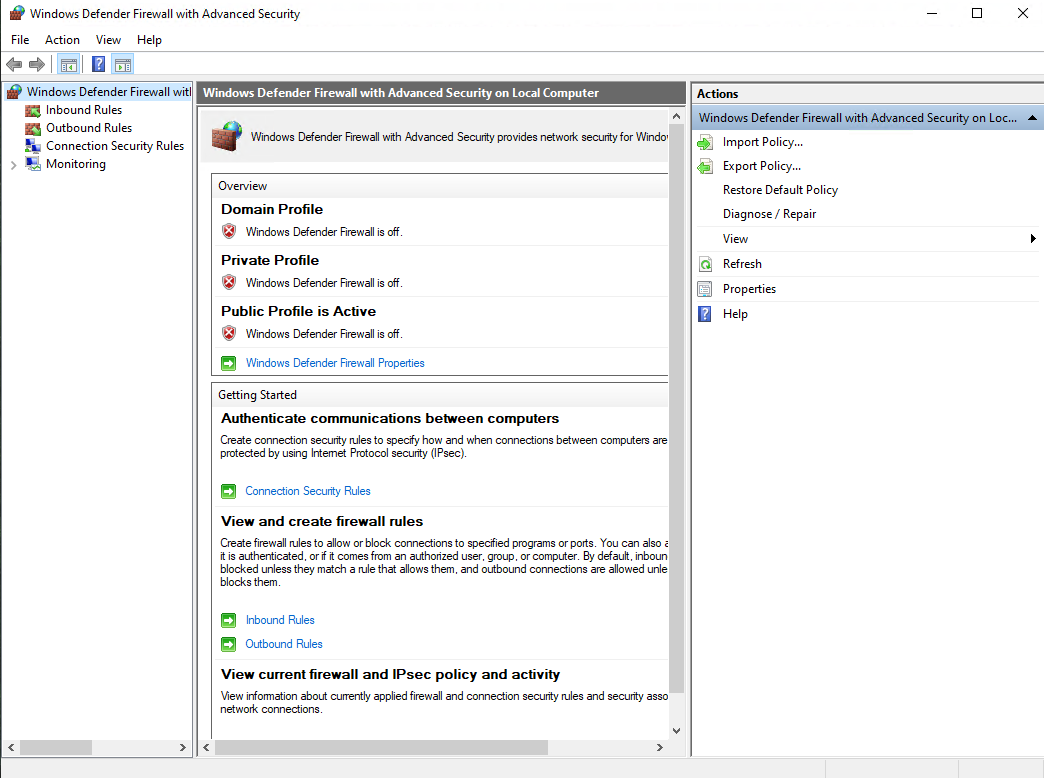 Windows Defender Firewall with Advanced Security
File Action View Help
Windows Defender Firewall wit
Inbound Rules
Outbound Rules
Connection Security Rules
Monitoring
Windows Defender Firewall with Advanced Security on Local Computer
Windows Defender Firewall with Advanced Security provides network security for Window
Overview
Domain Profile
Windows Defender Firewall is off.
Private Profile
Windows Defender Firewall is off.
Public Profile is Active
Windows Defender Firewall is off.
Windows Defender Firewall Properties
Getting Started
Authenticate communications between computers
Create connection security rules to specify how and when connections between computers are
protected by using Internet Protocol security (IPsec).
Connection Security Rules
View and create firewall rules
Create firewall rules to allow or block connections to specified programs or ports. You can also a
it is authenticated, or if it comes from an authorized user, group, or computer. By default, inboun
blocked unless they match a rule that allows them, and outbound connections are allowed unle
blocks them.
Inbound Rules
Outbound Rules
View current firewall and IPsec policy and activity
View information about currently applied firewall and connection security rules and security asso
network connections.
Actions
Windows Defender Firewall with Advanced Security on Loc...
Import Policy...
Export Policy...
Restore Default Policy
Diagnose / Repair
View
Refresh
Properties
Help